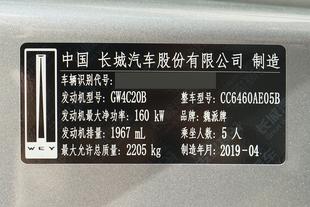 中国 长城汽车股份有限公司 制造
车辆识别代号:
发动机型号: GW4C20B 整车型号: CC6460AE05B
发动机最大净功率: 160 kW 品牌: 魏派牌
发动机排量: 1967 mL 乘坐人数: 5 人
最大允许总质量: 2205 kg 制造年月: 2019-04
WEY